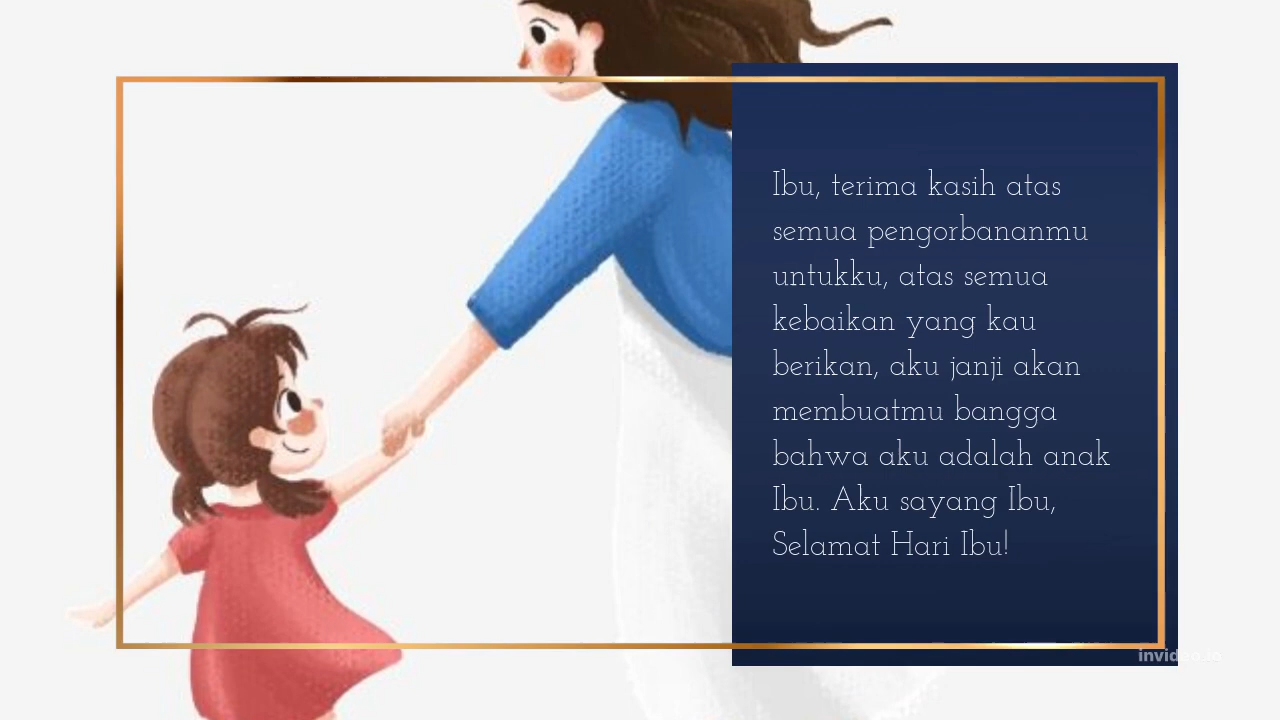 Ibu, terima kasih atas
semua pengorbananmu
untukku, atas semua
kebaikan yang kau
berikan, aku janji akan
membuatmu bangga
bahwa aku adalah anak
Ibu. Aku sayang Ibu,
Selamat Hari Ibu!
invideo.io